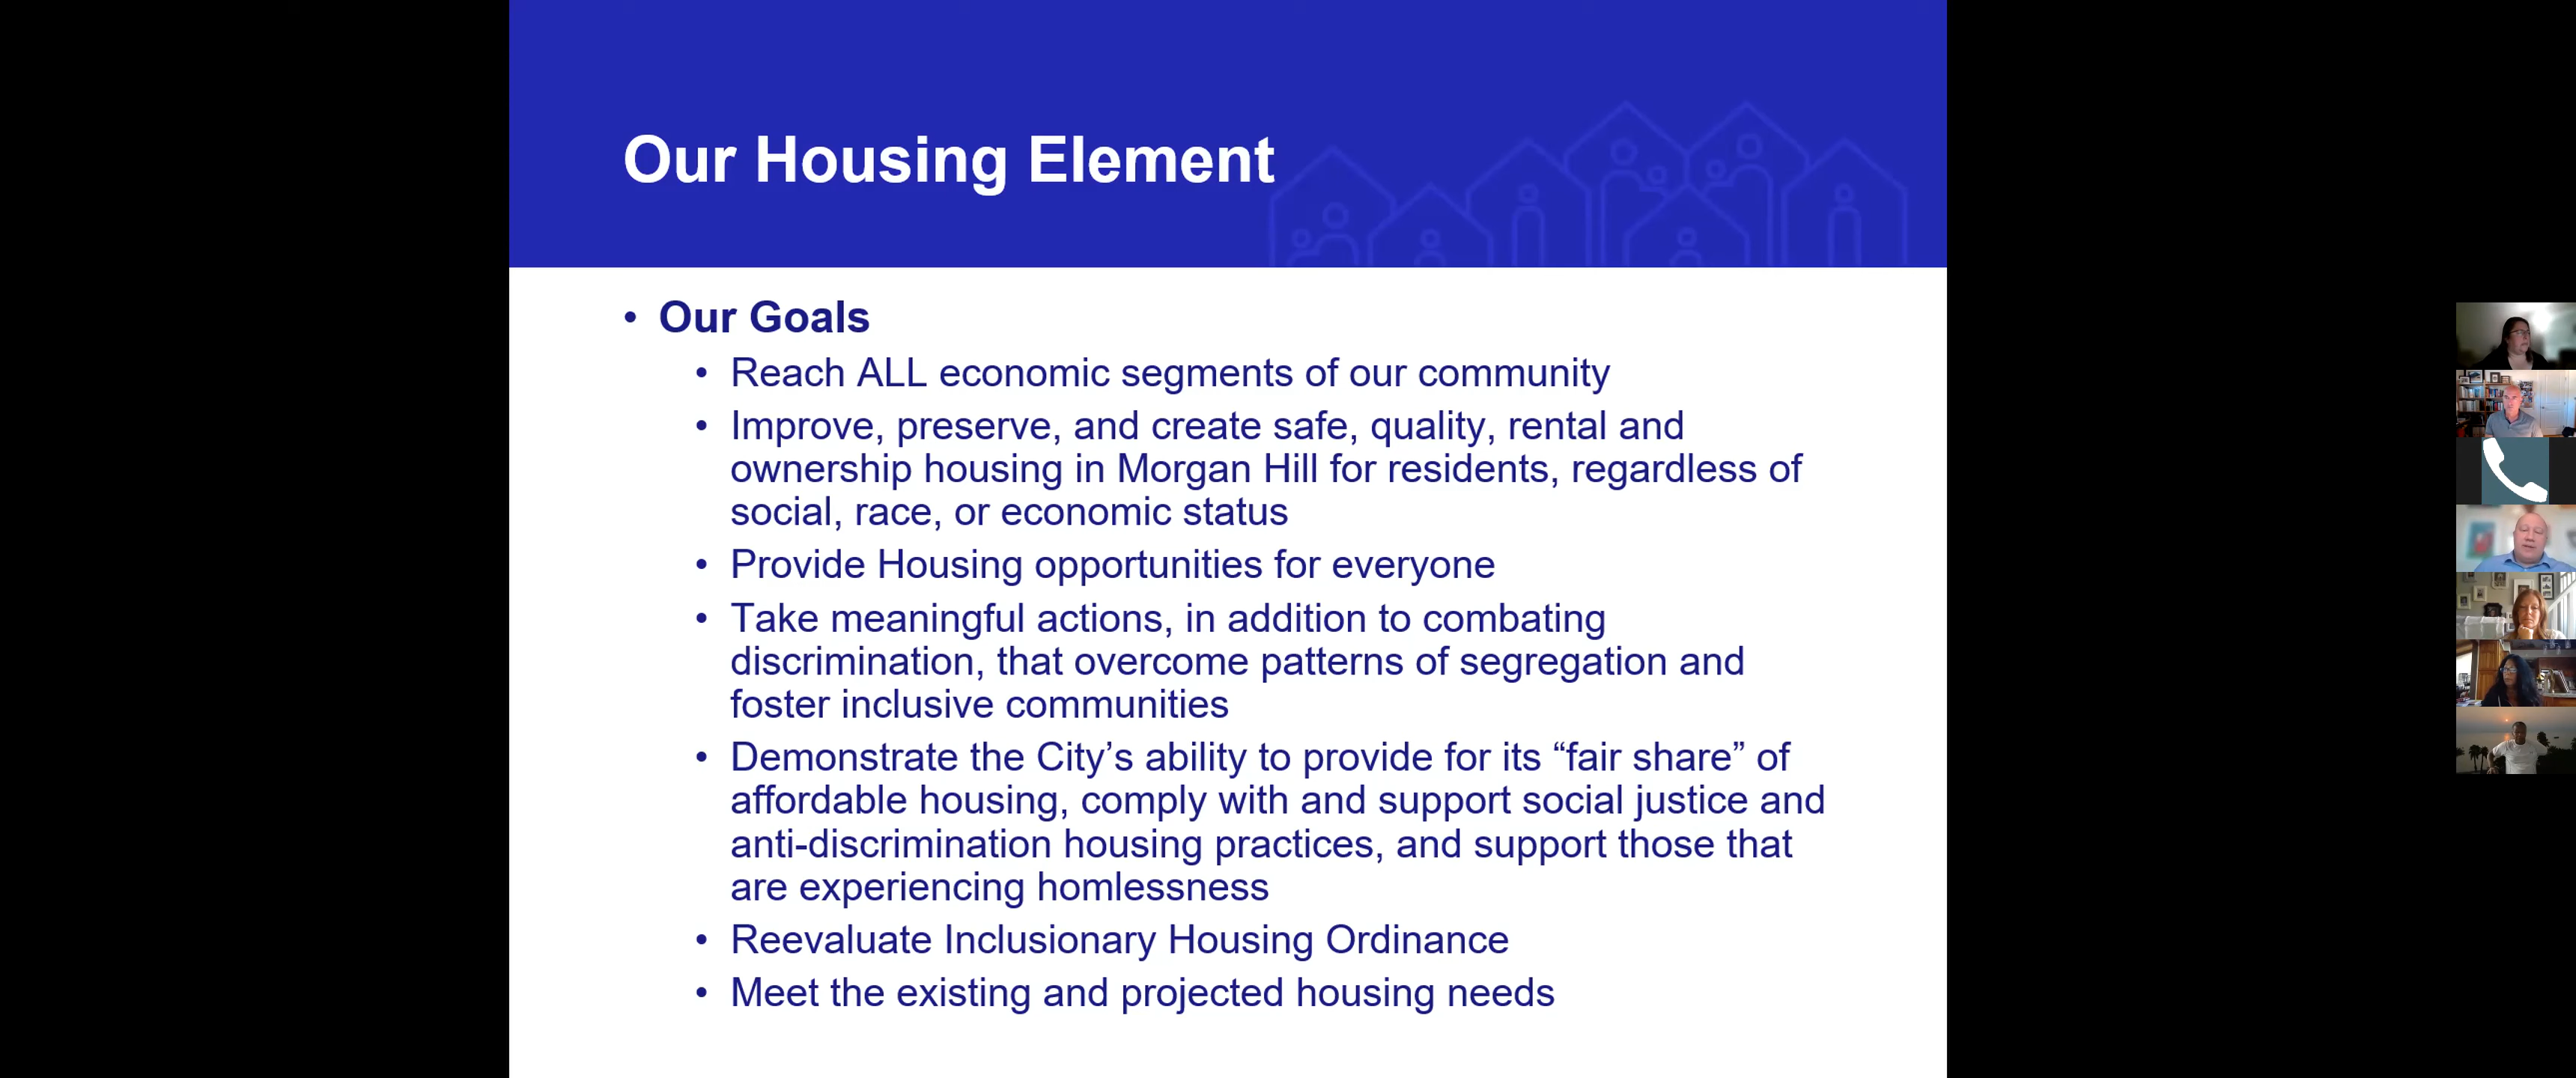 Our Housing Element
• Our Goals
• Reach ALL economic segments of our community
• Improve, preserve, and create safe, quality, rental and
ownership housing in Morgan Hill for residents, regardless of
social, race, or economic status
• Provide Housing opportunities for everyone
• Take meaningful actions, in addition to combating
discrimination, that overcome patterns of segregation and
foster inclusive communities
• Demonstrate the City’s ability to provide for its “fair share” of
affordable housing, comply with and support social justice and
anti-discrimination housing practices, and support those that
are experiencing homlessness
• Reevaluate Inclusionary Housing Ordinance
• Meet the existing and projected housing needs